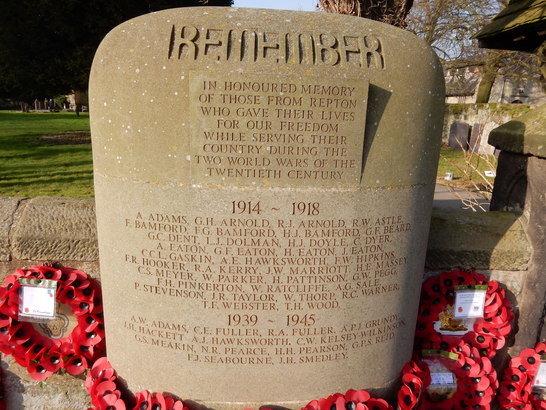 REMEMBER
IN HONOURED MEMORY
OF THOSE FROM REPTON
WHO GAVE THEIR LIVES
FOR OUR FREEDOM
WHILE SERVING THEIR
COUNTRY DURING THE
TWO WORLD WARS OF THE
TWENTIETH CENTURY
1914 ~ 1918
A. ADAMS, G.H. ARNOLD, R.J. ARNOLD, R.W. ASTLE,
F. BAMFORD, F.G. BAMFORD, H.J. BAMFORD, G.F. BEARD,
G.C. DENT, L.J. DOLMAN, H.J. DOYLE, C. DYER,
A. EATON, G.F. EATON, H. EATON, J. EATON,
C.C.L. GASKIN, A.E. HAWKSWORTH, F.W. HIPKINS,
F.R. HOOKER, R.A. KERRY, J.W. MARRIOTT, H.E. MASSEY
C.S. MEYER, W. PARKER, H. PATTINSON, G.N. PEGG,
F.H. PINKETT, W. RATCLIFFE, A.G. SALE,
P. STEVENSON, J.R. TAYLOR, W. THORP, R.C. WARNER,
T.F. WEBSTER, T.H. WOOD.
1939 ~ 1945
A.W. ADAMS, C.E. FULLER, R.A. FULLER, A.P.J. GRUNDY,
J.H. HACKETT, A.J. HAWKSWORTH, C.W. KELSEY WILKINSON,
G.S. MEAKIN, N.R. PEARCE, H.H. PEARSON, G.P.S. REID,
F.J. SEABOURNE, J.H. SMEDLEY.